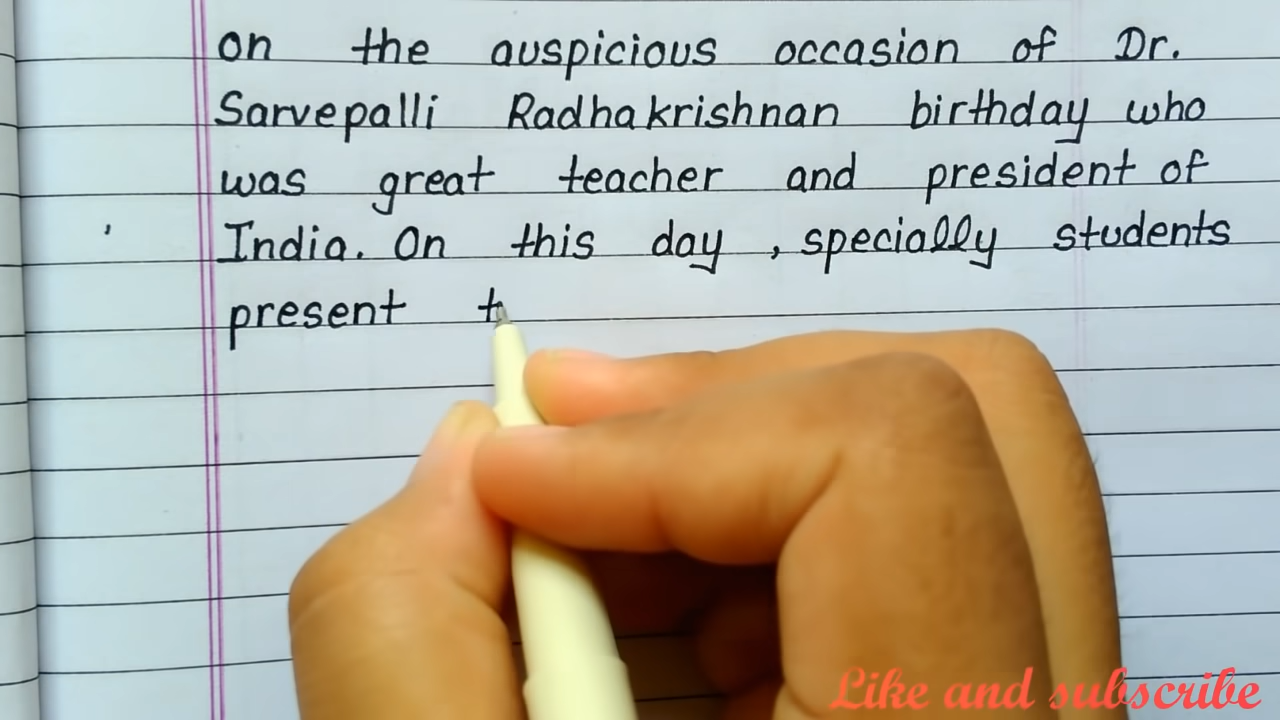 on the auspicious occasion of Dr.
Sarvepalli Radhakrishnan birthday who
was great teacher and president of
India. On this day , specially students
present t
Like and subscribe